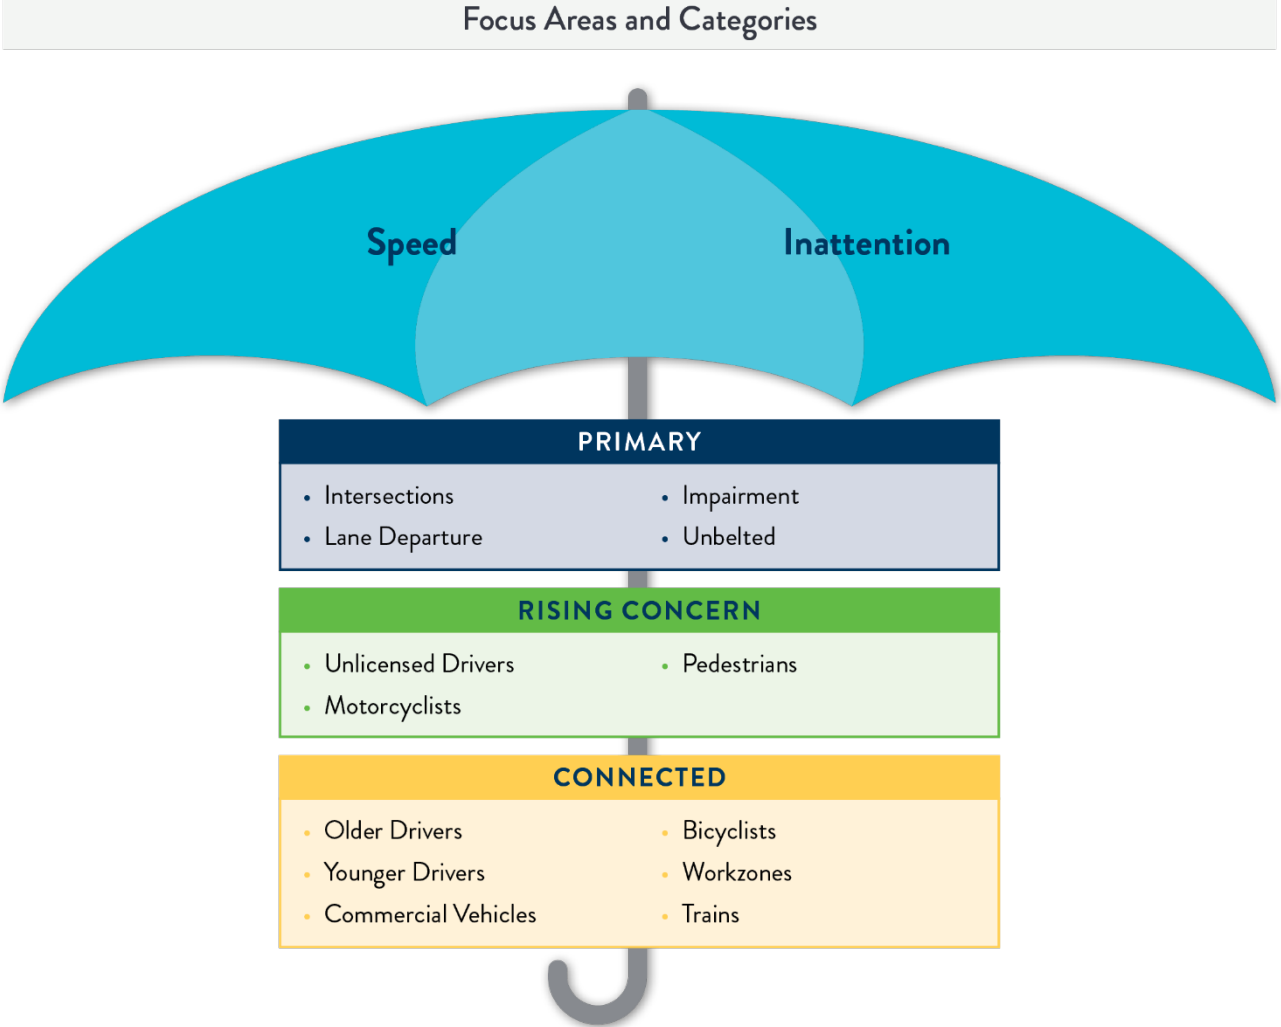 Focus Areas and Categories
Speed
Inattention
PRIMARY
• Intersections
• Lane Departure
• Impairment
• Unbelted
RISING CONCERN
• Unlicensed Drivers
• Motorcyclists
• Pedestrians
CONNECTED
• Older Drivers
• Younger Drivers
• Commercial Vehicles
• Bicyclists
• Workzones
• Trains